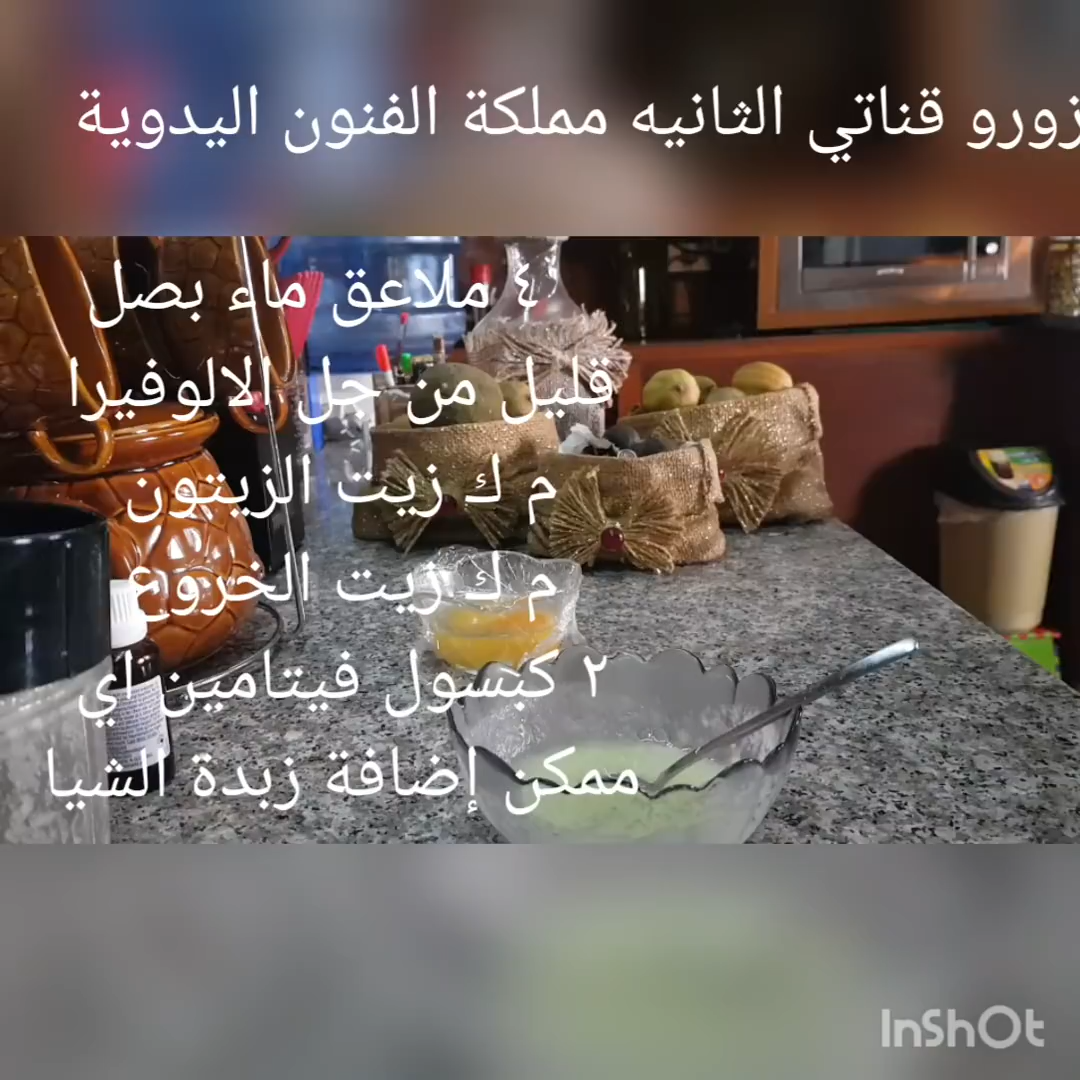 زورو قناتي الثانيه مملكة الفنون اليدوية
٤ ملاعق ماء بصل
قليل من جل الالوفيرا
م ك زيت الزيتون
م ك زيت الخروع
٢ كبسول فيتامين اي
ممكن إضافة زبدة الشيا
InShOt